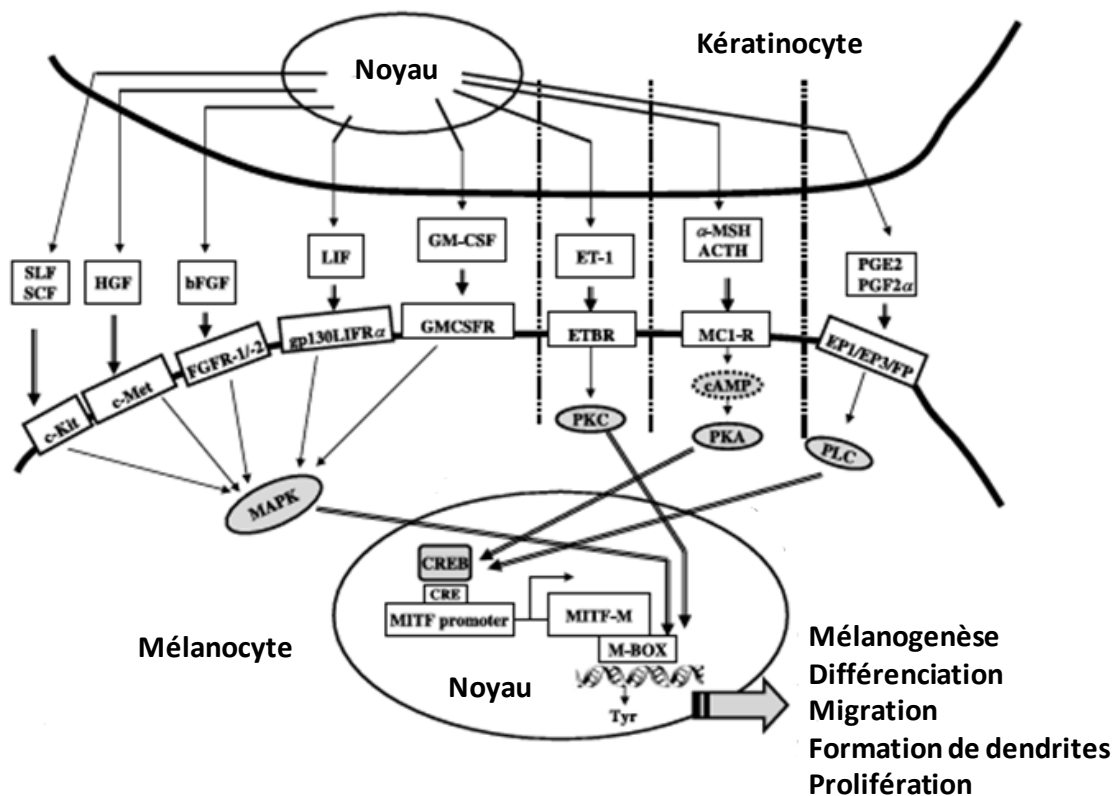 Kératinocyte
Noyau
SLF
SCF
HGF
bFGF
LIF
GM-CSF
ET-1
α-MSH
ACTH
PGE2
PGF2α
c-Kit
c-Met
FGFR-1/-2
gp130LIFRα
GMCSFR
ETBR
MC1-R
EP1/EP3/FP
cAMP
PKC
PKA
PLC
MAPK
CREB
CRE
MITF promoter
MITF-M
M-BOX
Tyr
Mélanocyte
Noyau
Mélanogenèse
Différenciation
Migration
Formation de dendrites
Prolifération